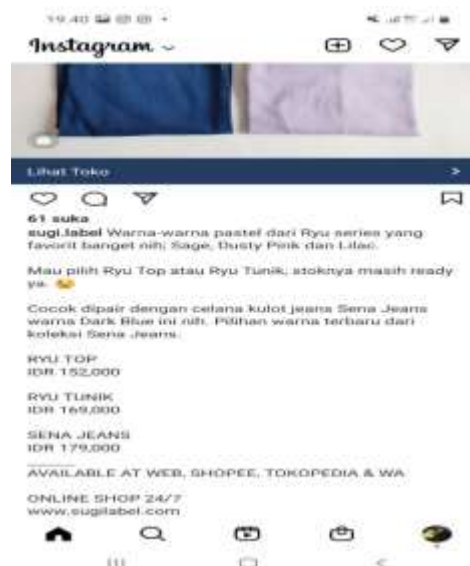 19.40
Instagram
Lihat Toko
61 suka
sugi.label Warna-warna pastel dari Ryu series yang
favorit banget nih; Sage, Dusty Pink dan Lilac.
Mau pilih Ryu Top atau Ryu Tunik, stoknya masih ready
ya. 😉
Cocok dipair dengan celana kulot jeans Sena Jeans
warna Dark Blue ini nih. Pilihan warna terbaru dari
koleksi Sena Jeans.
RYU TOP
IDR 152,000
RYU TUNIK
IDR 169,000
SENA JEANS
IDR 179,000
AVAILABLE AT WEB, SHOPEE, TOKOPEDIA & WA
ONLINE SHOP 24/7
www.sugilabel.com